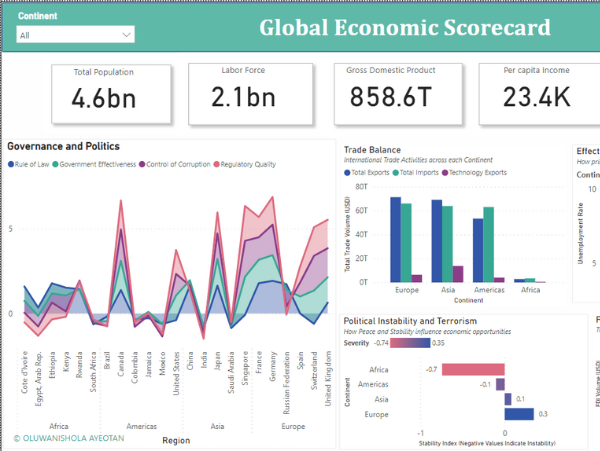 Continent
All
Global Economic Scorecard
Total Population
4.6bn
Labor Force
2.1bn
Gross Domestic Product
858.6T
Per capita Income
23.4K
Governance and Politics
Rule of Law Government Effectiveness Control of Corruption Regulatory Quality
5
0
Cote d'Ivoire
Egypt, Arab Rep.
Ethiopia
Kenya
Rwanda
South Africa
Brazil
Canada
Colombia
Jamaica
Mexico
United States
China
India
Japan
Saudi Arabia
Singapore
France
Germany
Russian Federation
Spain
Switzerland
United Kingdom
Africa Americas Asia Europe
Region
© OLUWANISHOLA AYEOTAN
Trade Balance
International Trade Activities across each Continent
Total Exports Total Imports Technology Exports
Total Trade Volume (USD)
80T
60T
40T
20T
0T
Europe Asia Americas Africa
Continent
Political Instability and Terrorism
How Peace and Stability influence economic opportunities
Severity -0.74 0.35
Continent
Africa -0.7
Americas -0.1
Asia 0.1
Europe 0.3
-1 0
Stability Index (Negative Values Indicate Instability)
Effect
How pri
Contin
10
Unemployment Rate
5
F
FDI Volume (USD)